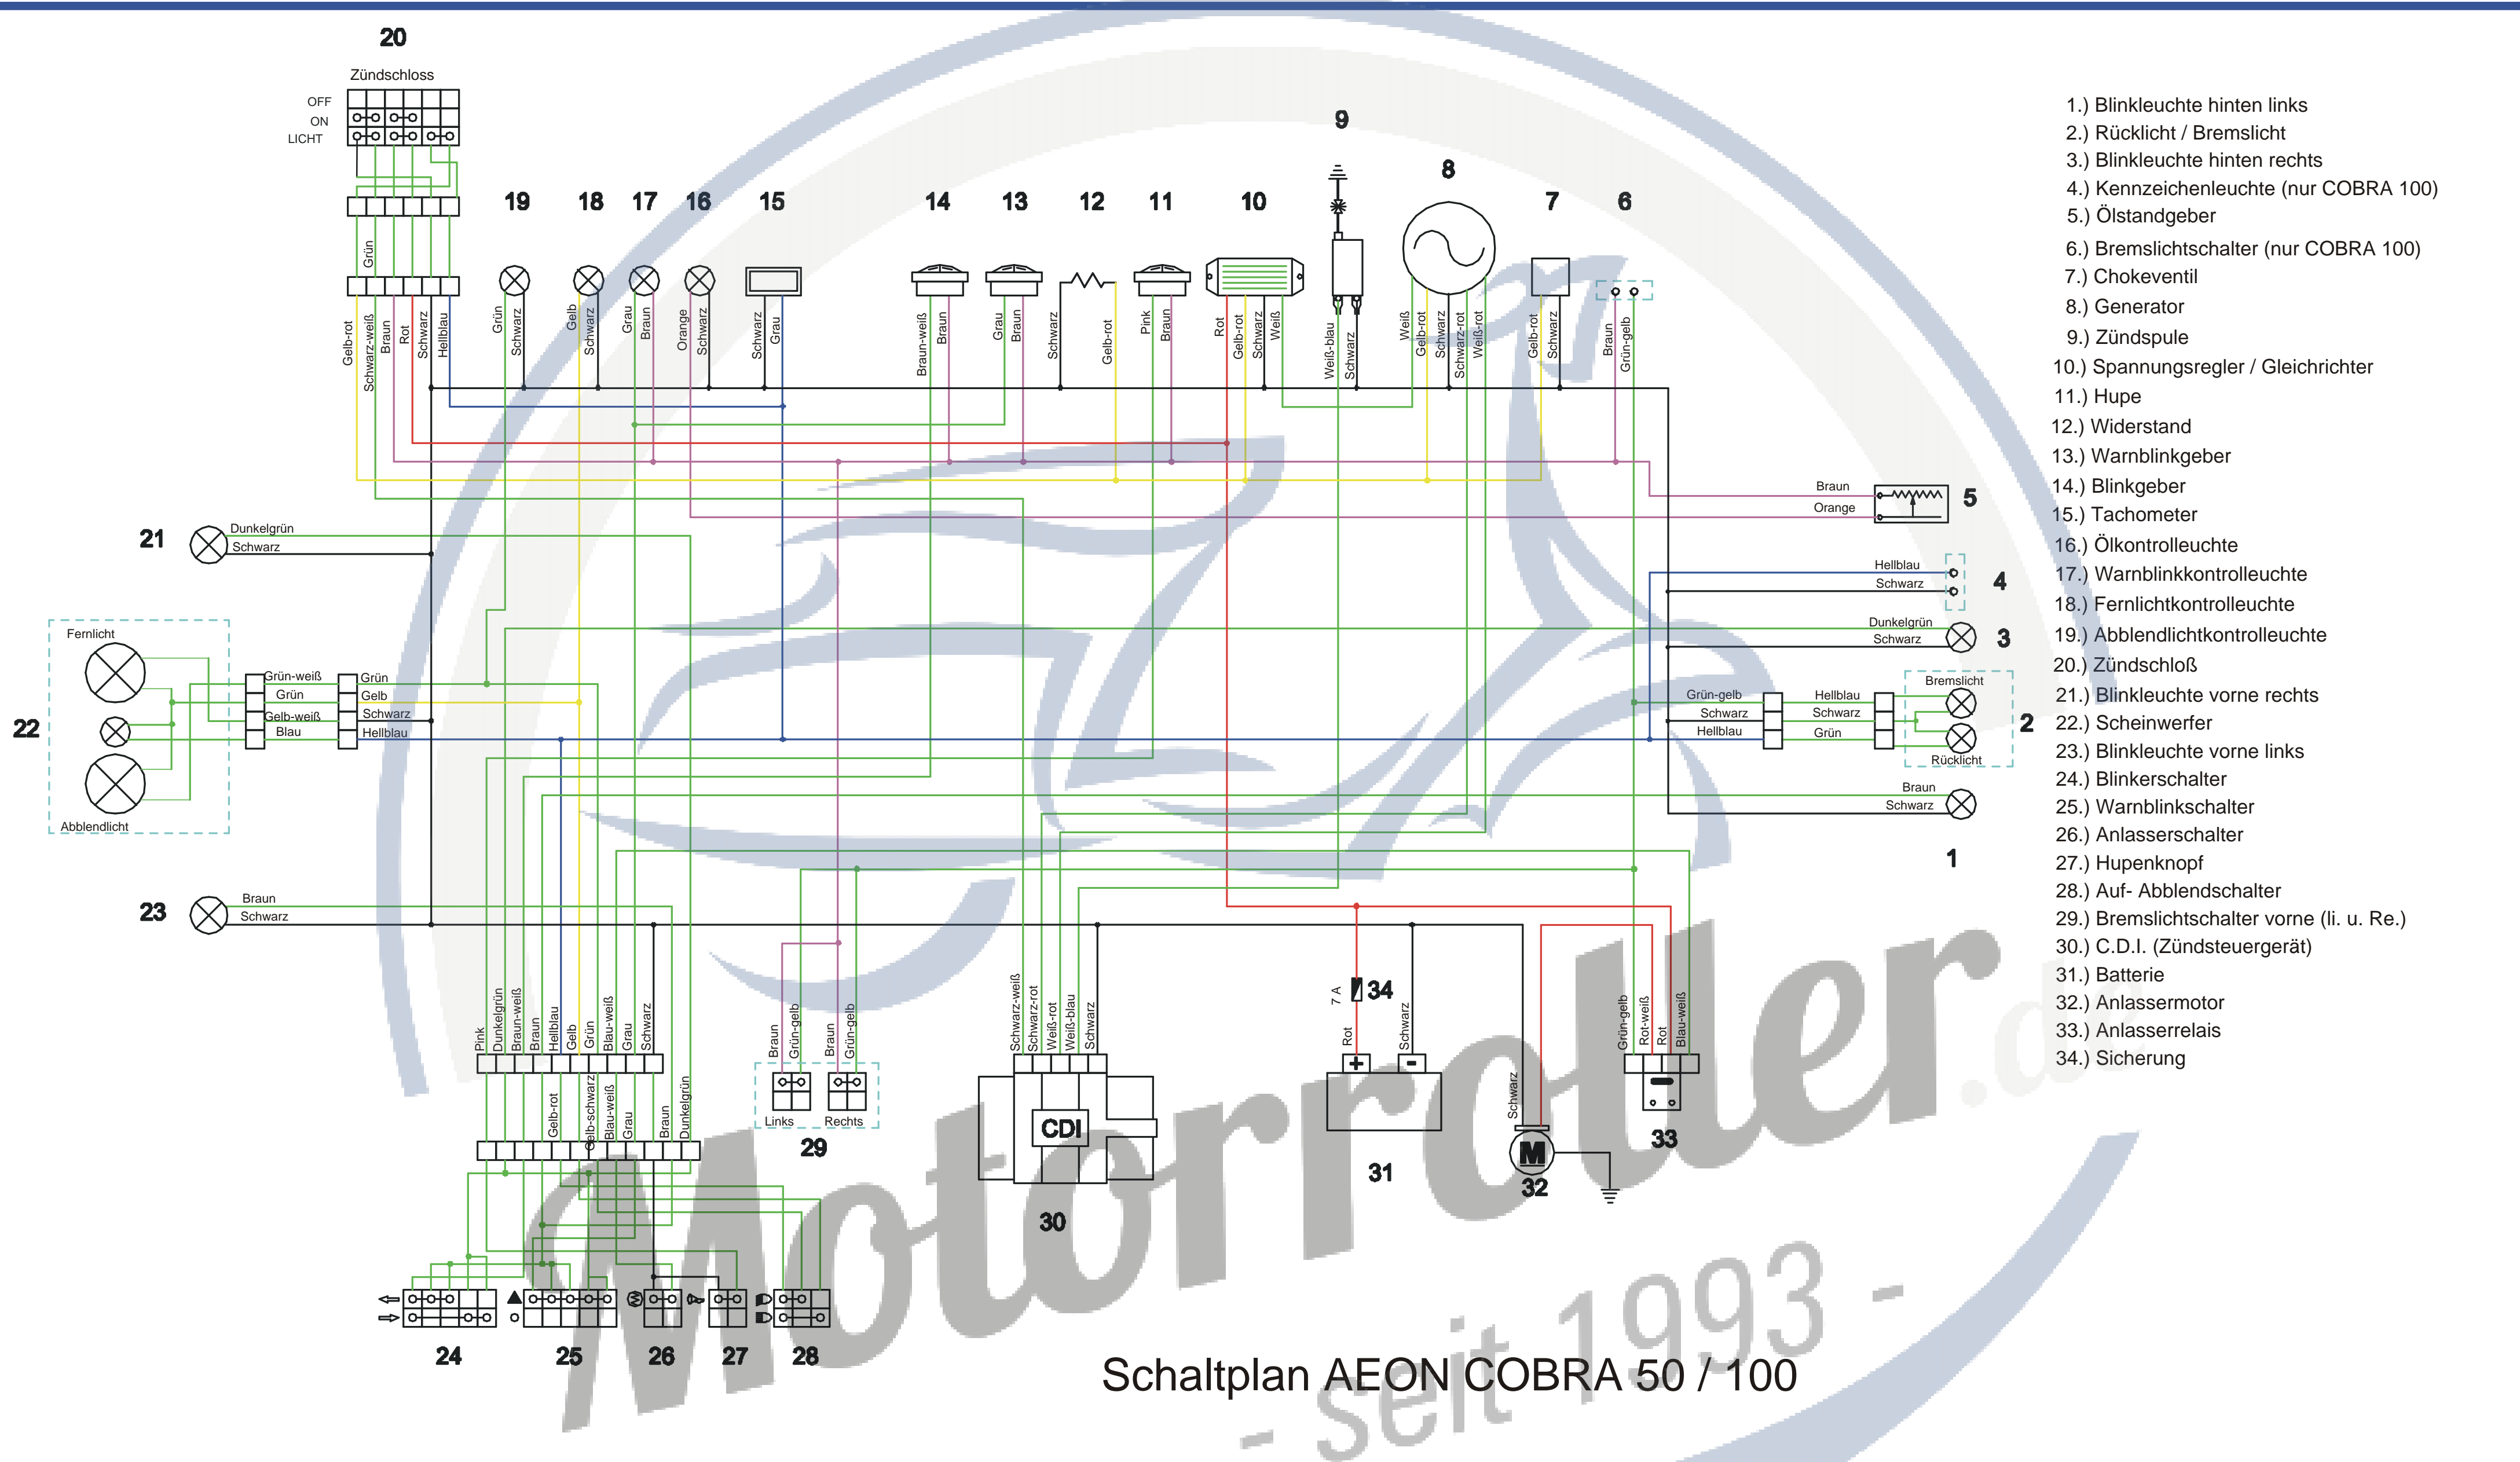 20
Zündschloss
OFF
ON
LICHT
Grün
Gelb-rot
Schwarz-weiß
Braun
Rot
Schwarz
Hellblau
19
Grün
Schwarz
18
Gelb
Schwarz
17
Grau
Braun
16
Orange
Schwarz
15
Schwarz
Grau
14
Braun-weiß
Braun
13
Grau
Braun
12
Schwarz
Gelb-rot
11
Pink
Braun
10
Rot
Gelb-rot
Schwarz
Weiß
9
Weiß-blau
Schwarz
8
Weiß
Gelb-rot
Schwarz
Schwarz-rot
Weiß-rot
7
Gelb-rot
Schwarz
6
Braun
Grün-gelb
1.) Blinkleuchte hinten links
2.) Rücklicht / Bremslicht
3.) Blinkleuchte hinten rechts
4.) Kennzeichenleuchte (nur COBRA 100)
5.) Ölstandgeber
6.) Bremslichtschalter (nur COBRA 100)
7.) Chokeventil
8.) Generator
9.) Zündspule
10.) Spannungsregler / Gleichrichter
11.) Hupe
12.) Widerstand
13.) Warnblinkgeber
14.) Blinkgeber
15.) Tachometer
16.) Ölkontrolleuchte
17.) Warnblinkkontrolleuchte
18.) Fernlichtkontrolleuchte
19.) Abblendlichtkontrolleuchte
20.) Zündschloß
21.) Blinkleuchte vorne rechts
22.) Scheinwerfer
23.) Blinkleuchte vorne links
24.) Blinkerschalter
25.) Warnblinkschalter
26.) Anlasserschalter
27.) Hupenknopf
28.) Auf- Abblendschalter
29.) Bremslichtschalter vorne (li. u. Re.)
30.) C.D.I. (Zündsteuergerät)
31.) Batterie
32.) Anlassermotor
33.) Anlasserrelais
34.) Sicherung
21
Dunkelgrün
Schwarz
Braun
Orange
5
Hellblau
Schwarz
4
Dunkelgrün
Schwarz
3
22
Fernlicht
Abblendlicht
Grün-weiß
Grün
Gelb-weiß
Blau
Grün
Gelb
Schwarz
Hellblau
Grün-gelb
Schwarz
Hellblau
Hellblau
Schwarz
Grün
Bremslicht
Rücklicht
2
Braun
Schwarz
1
23
Braun
Schwarz
Pink
Dunkelgrün
Braun-weiß
Braun
Hellblau
Gelb
Grün
Blau-weiß
Grau
Schwarz
Gelb-rot
Gelb-schwarz
Blau-weiß
Grau
Braun
Dunkelgrün
24
25
26
27
28
Braun
Grün-gelb
Braun
Grün-gelb
Links
Rechts
29
Schwarz-weiß
Schwarz-rot
Weiß-rot
Weiß-blau
Schwarz
CDI
30
7 A
34
Rot
Schwarz
+
-
31
Schwarz
M
32
Grün-gelb
Rot-weiß
Rot
Blau-weiß
33
Motorroller.de
- seit 1993 -
Schaltplan AEON COBRA 50 / 100